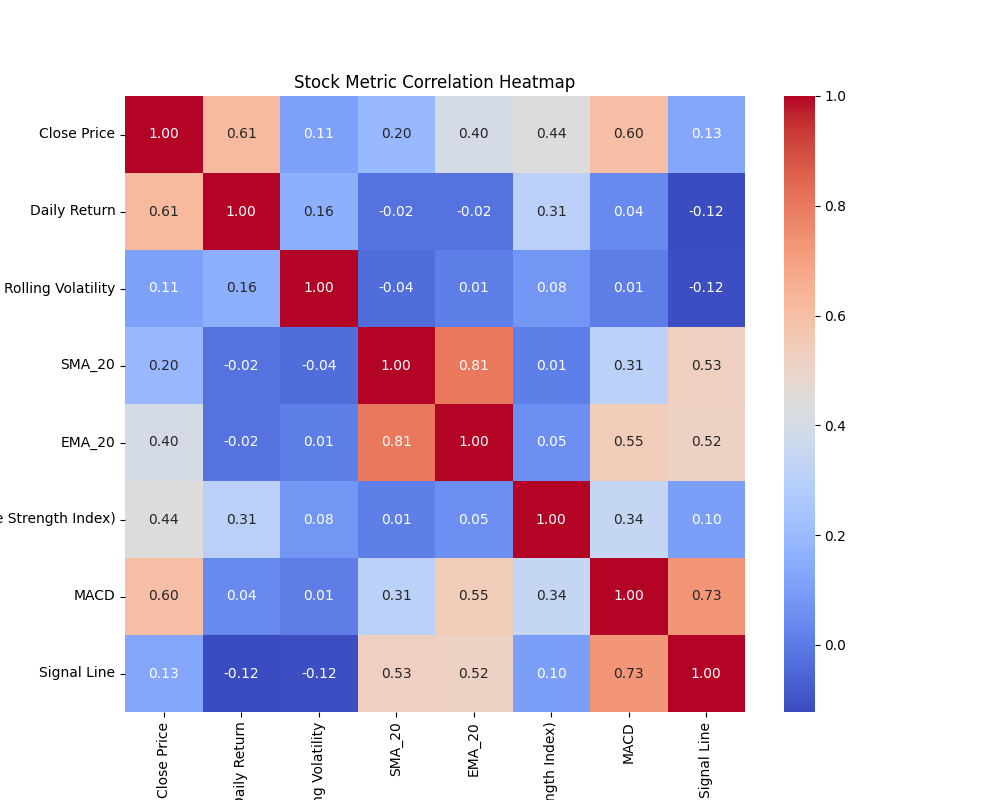 Stock Metric Correlation Heatmap
Close Price 1.00 0.61 0.11 0.20 0.40 0.44 0.60 0.13
Daily Return 0.61 1.00 0.16 -0.02 -0.02 0.31 0.04 -0.12
Rolling Volatility 0.11 0.16 1.00 -0.04 0.01 0.08 0.01 -0.12
SMA_20 0.20 -0.02 -0.04 1.00 0.81 0.01 0.31 0.53
EMA_20 0.40 -0.02 0.01 0.81 1.00 0.05 0.55 0.52
e Strength Index) 0.44 0.31 0.08 0.01 0.05 1.00 0.34 0.10
MACD 0.60 0.04 0.01 0.31 0.55 0.34 1.00 0.73
Signal Line 0.13 -0.12 -0.12 0.53 0.52 0.10 0.73 1.00
Close Price
aily Return
ng Volatility
SMA_20
EMA_20
ngth Index)
MACD
Signal Line
1.0
0.8
0.6
0.4
0.2
0.0